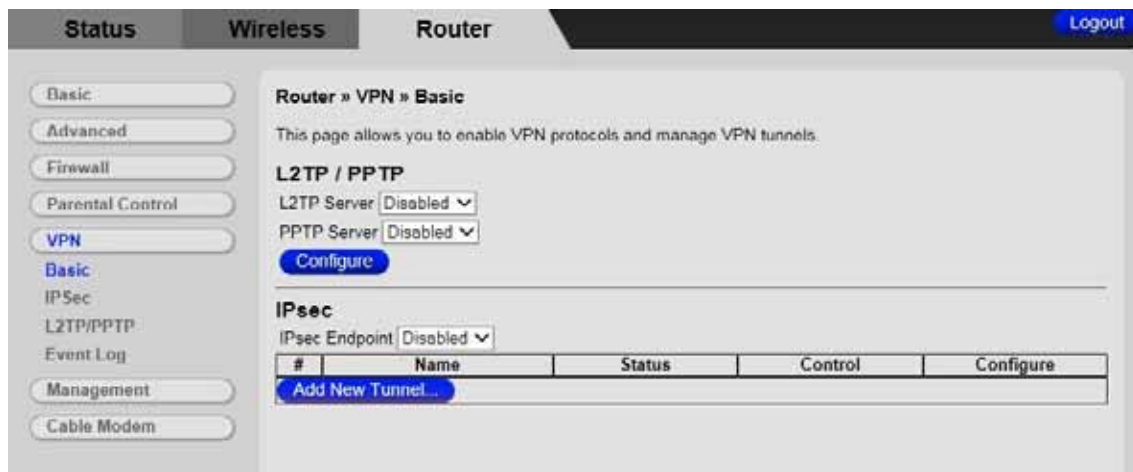 Status Wireless Router Logout
Basic
Advanced
Firewall
Parental Control
VPN
Basic
IPSec
L2TP/PPTP
Event Log
Management
Cable Modem
Router » VPN » Basic
This page allows you to enable VPN protocols and manage VPN tunnels.
L2TP / PPTP
L2TP Server Disabled
PPTP Server Disabled
Configure
IPsec
IPsec Endpoint Disabled
# Name Status Control Configure
Add New Tunnel...